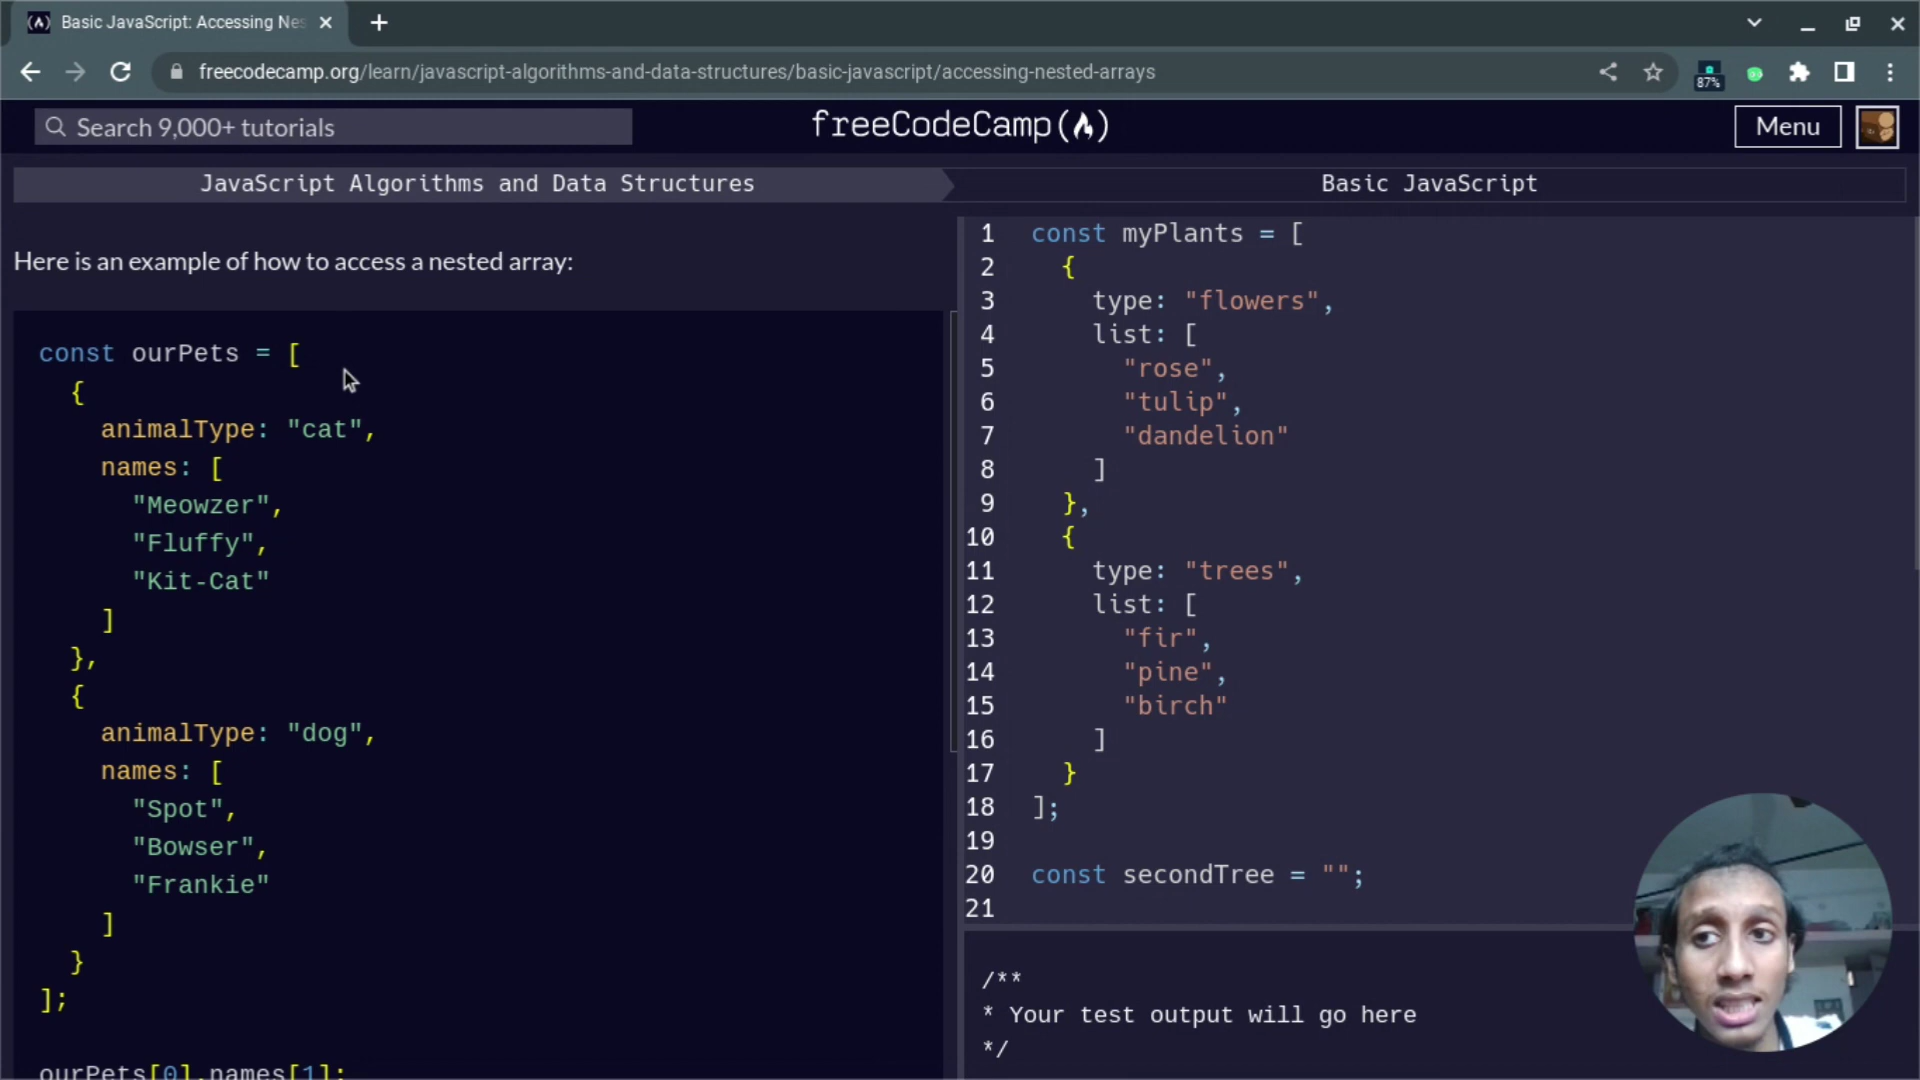 Basic JavaScript: Accessing Nes
freecodecamp.org/learn/javascript-algorithms-and-data-structures/basic-javascript/accessing-nested-arrays
87%
Search 9,000+ tutorials
freeCodeCamp
Menu
JavaScript Algorithms and Data Structures
Basic JavaScript
Here is an example of how to access a nested array:
const ourPets = [
{
animalType: "cat",
names: [
"Meowzer",
"Fluffy",
"Kit-Cat"
]
},
{
animalType: "dog",
names: [
"Spot",
"Bowser",
"Frankie"
]
}
];
ourPets[0].names[1];
1 const myPlants = [
2 {
3 type: "flowers",
4 list: [
5 "rose",
6 "tulip",
7 "dandelion"
8 ]
9 },
10 {
11 type: "trees",
12 list: [
13 "fir",
14 "pine",
15 "birch"
16 ]
17 }
18 ];
19
20 const secondTree = "";
21
/**
* Your test output will go here
*/